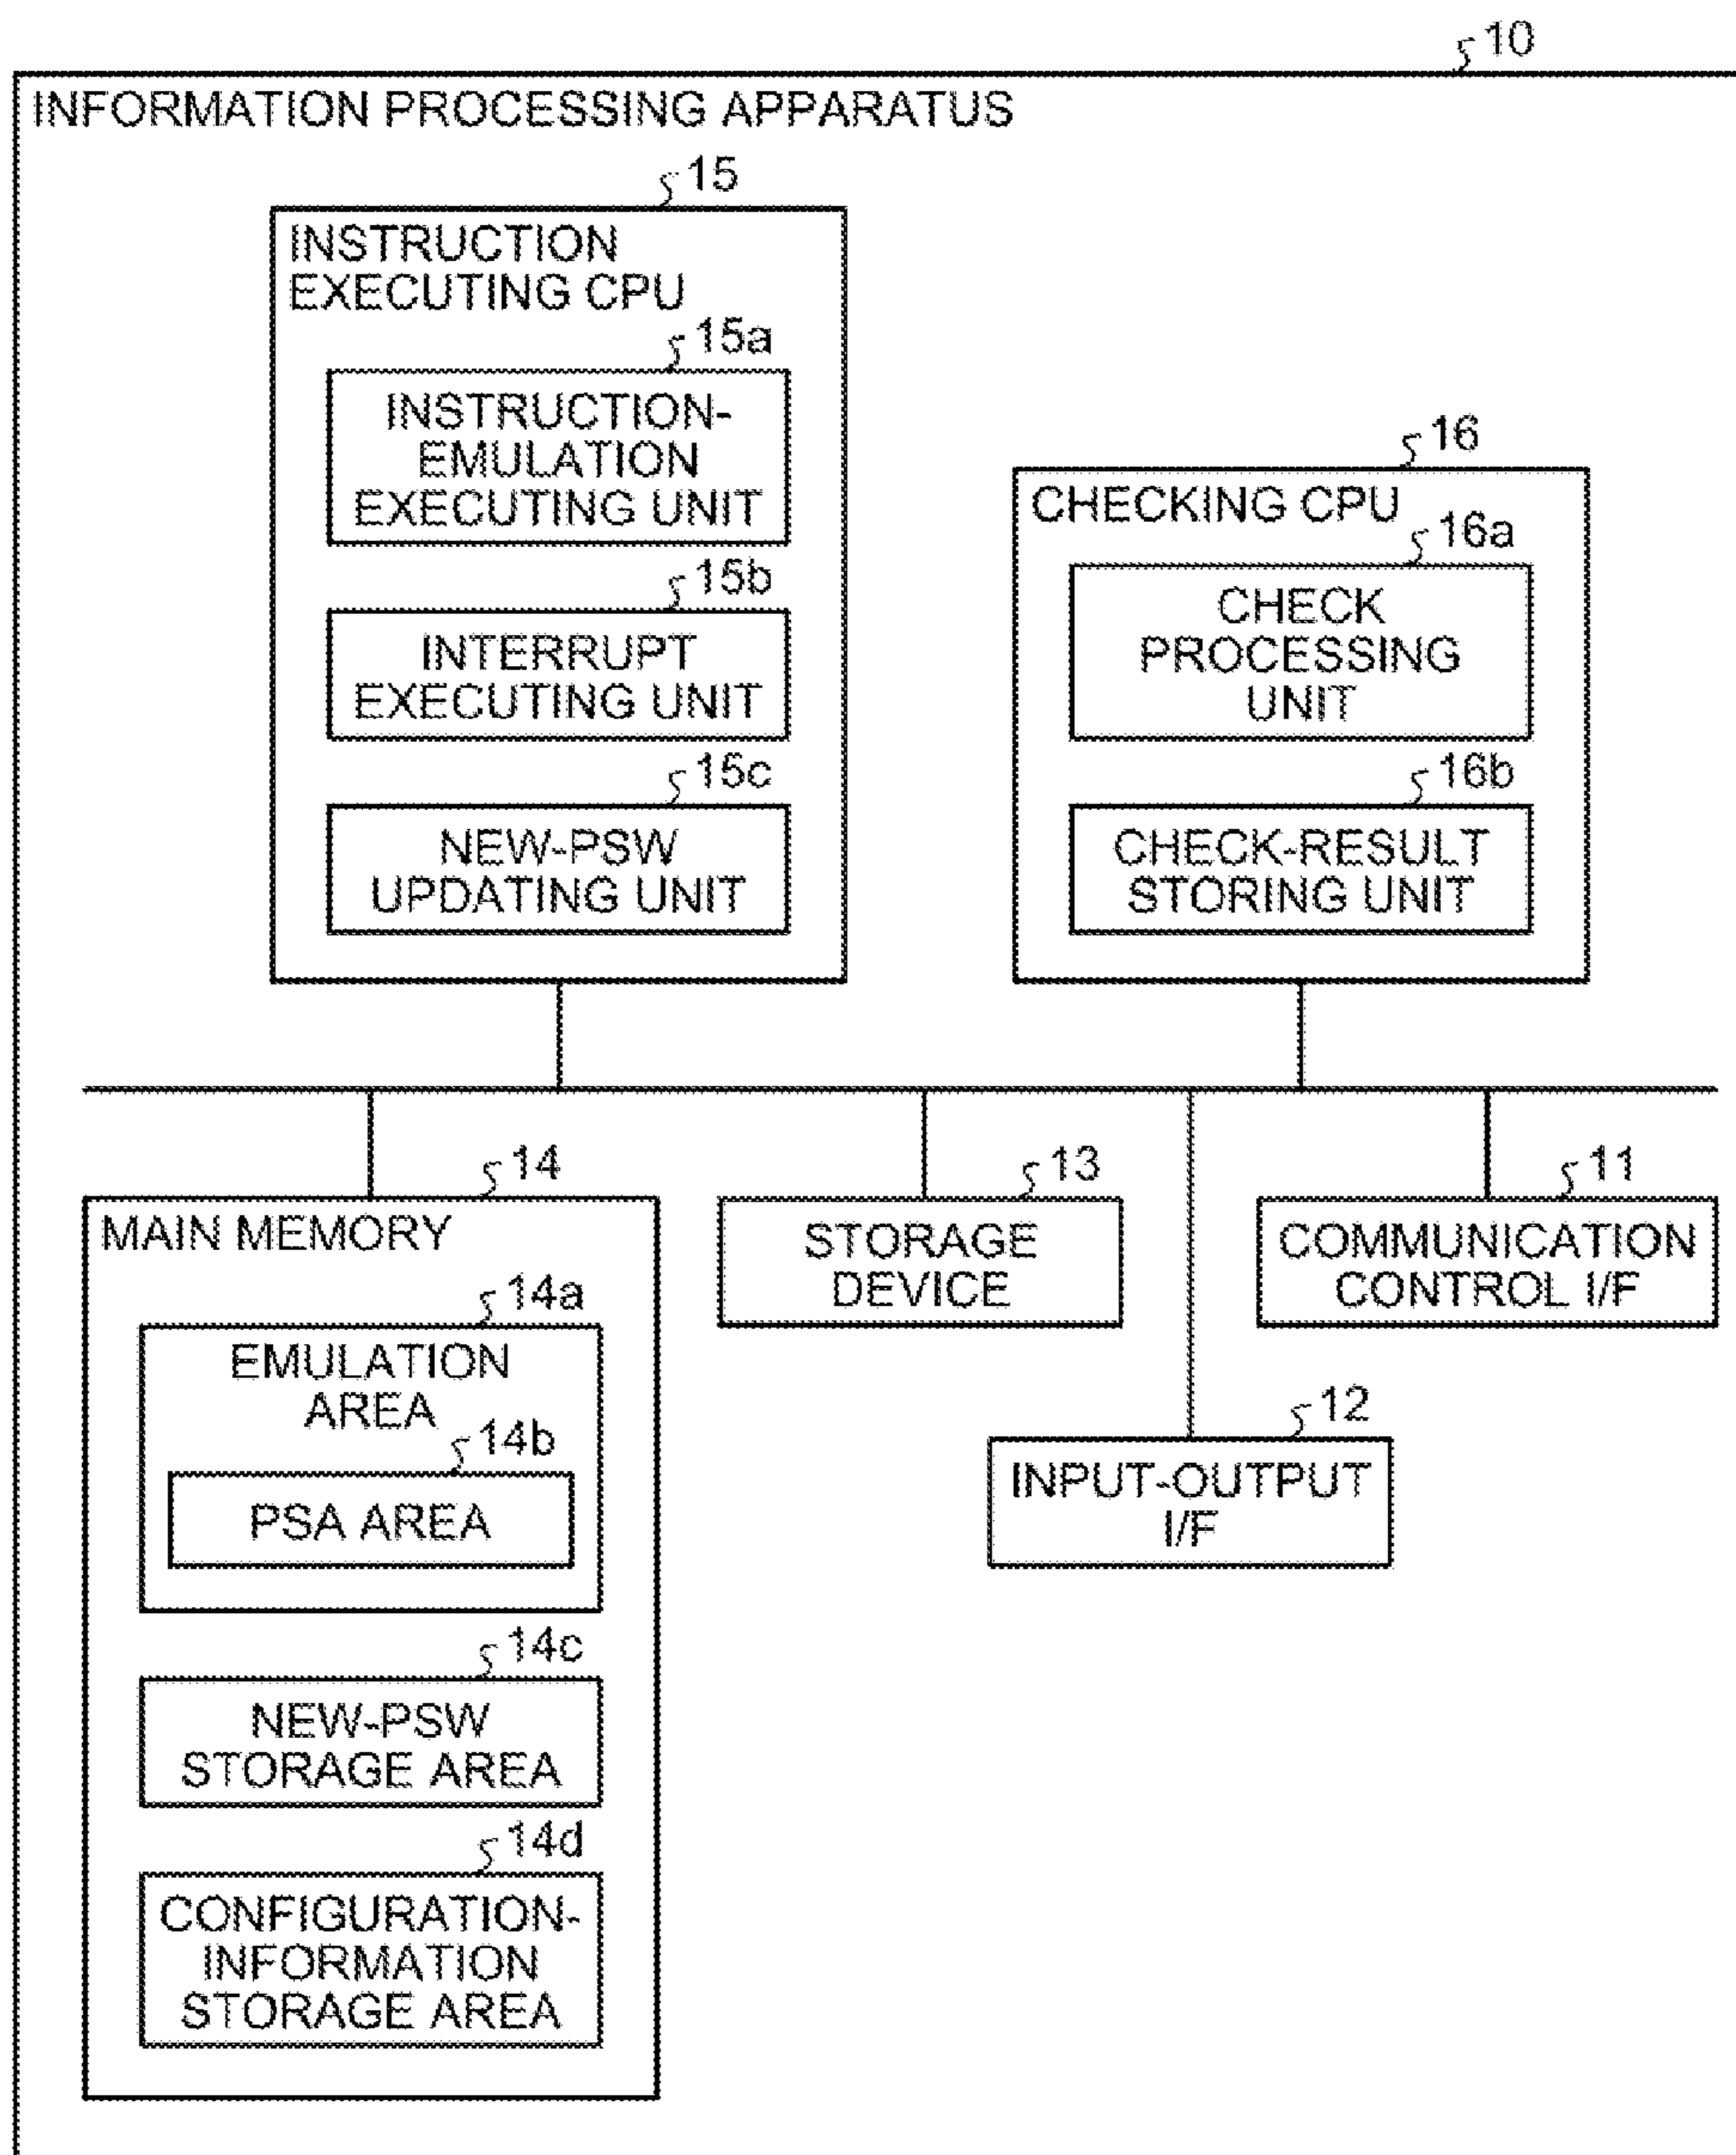 10
INFORMATION PROCESSING APPARATUS
15
INSTRUCTION
EXECUTING CPU
15a
INSTRUCTION-
EMULATION
EXECUTING UNIT
15b
INTERRUPT
EXECUTING UNIT
15c
NEW-PSW
UPDATING UNIT
16
CHECKING CPU
16a
CHECK
PROCESSING
UNIT
16b
CHECK-RESULT
STORING UNIT
14
MAIN MEMORY
14a
EMULATION
AREA
14b
PSA AREA
14c
NEW-PSW
STORAGE AREA
14d
CONFIGURATION-
INFORMATION
STORAGE AREA
13
STORAGE
DEVICE
11
COMMUNICATION
CONTROL I/F
12
INPUT-OUTPUT
I/F